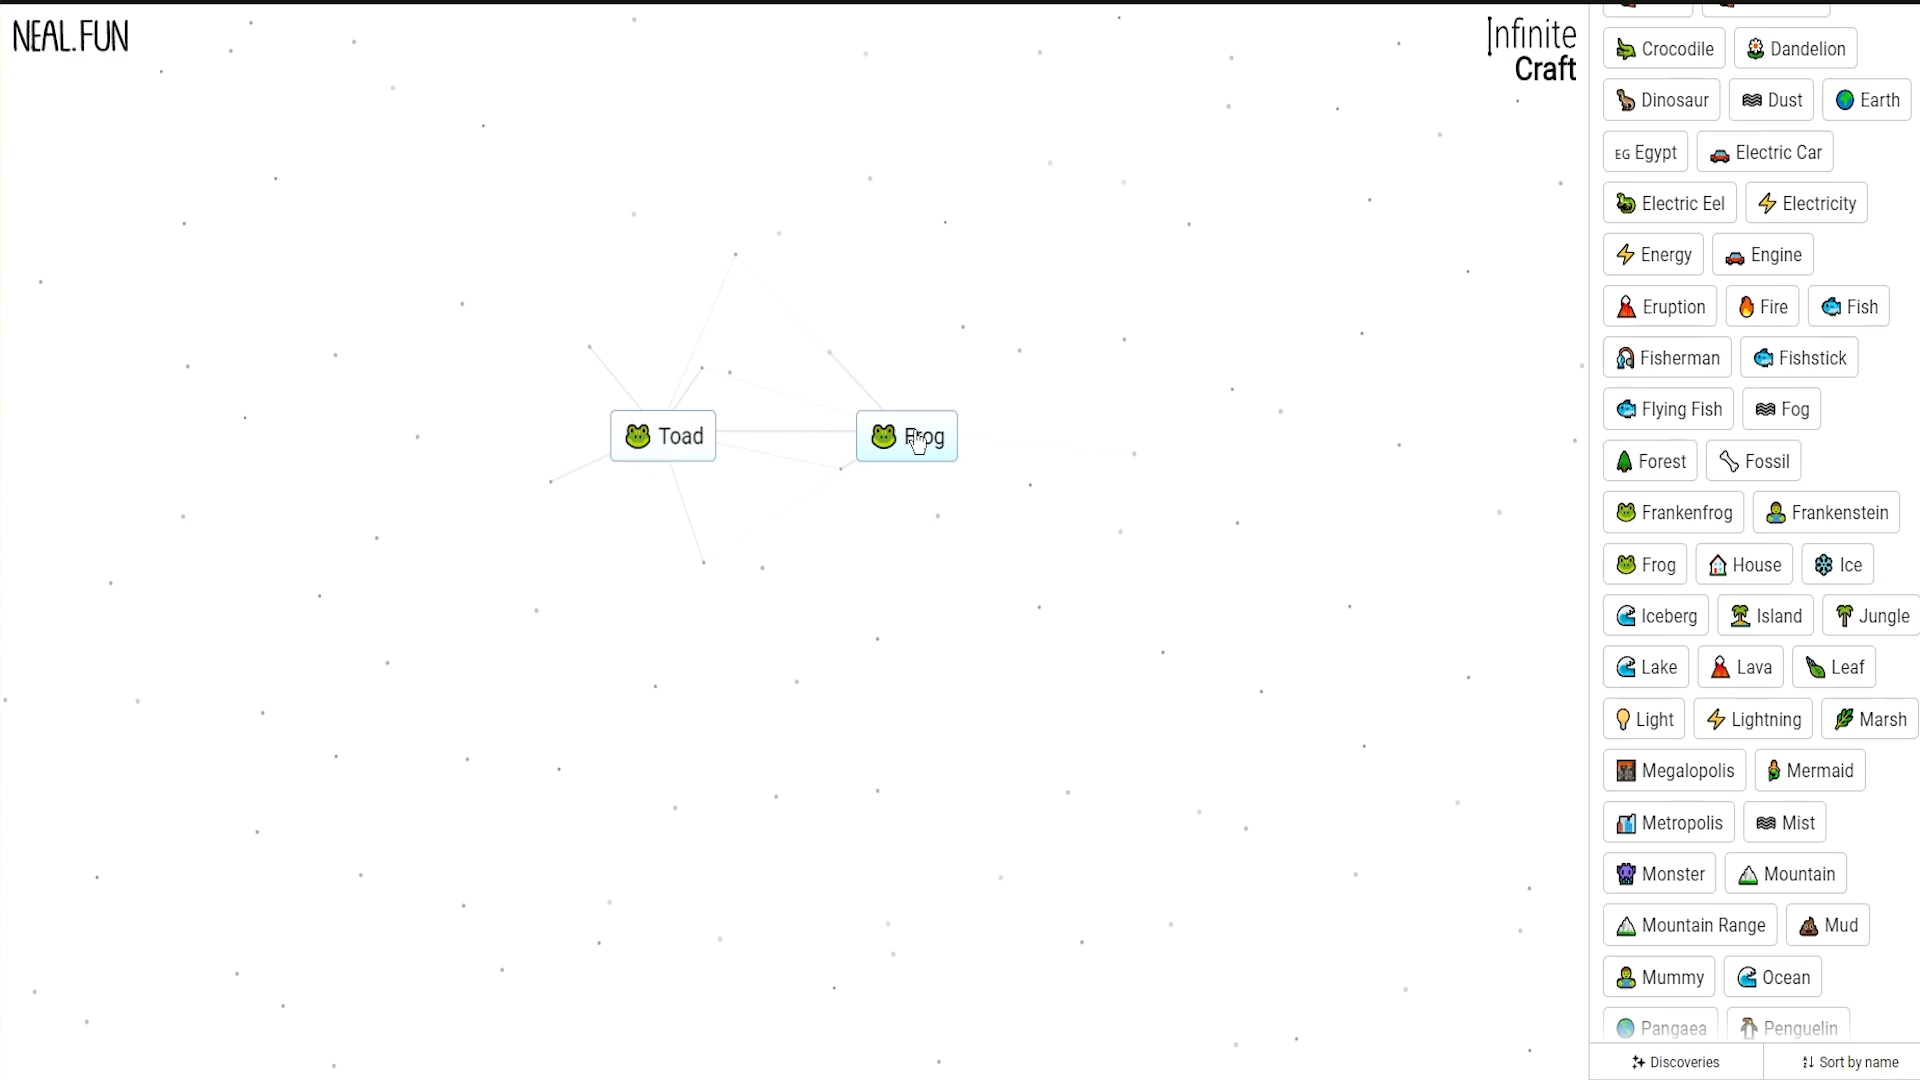 NEAL.FUN
Infinite
Craft
Toad
Frog
Crocodile Dandelion
Dinosaur Dust Earth
EG Egypt Electric Car
Electric Eel Electricity
Energy Engine
Eruption Fire Fish
Fisherman Fishstick
Flying Fish Fog
Forest Fossil
Frankenfrog Frankenstein
Frog House Ice
Iceberg Island Jungle
Lake Lava Leaf
Light Lightning Marsh
Megalopolis Mermaid
Metropolis Mist
Monster Mountain
Mountain Range Mud
Mummy Ocean
Pangaea Penguelin
Discoveries Sort by name